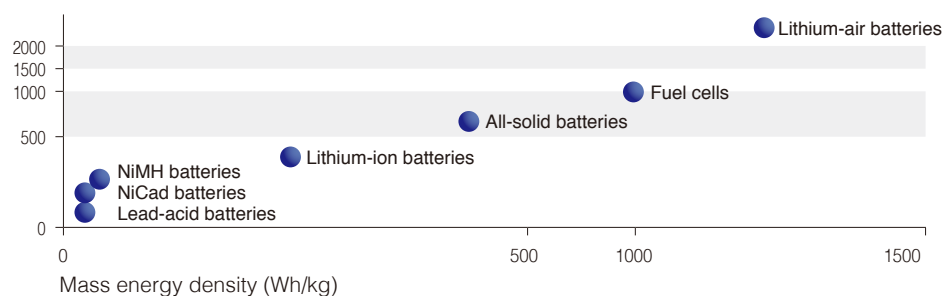 Lithium-air batteries
2000
1500
1000
Fuel cells
All-solid batteries
500
Lithium-ion batteries
NiMH batteries
NiCad batteries
Lead-acid batteries
0
0 500 1000 1500
Mass energy density (Wh/kg)